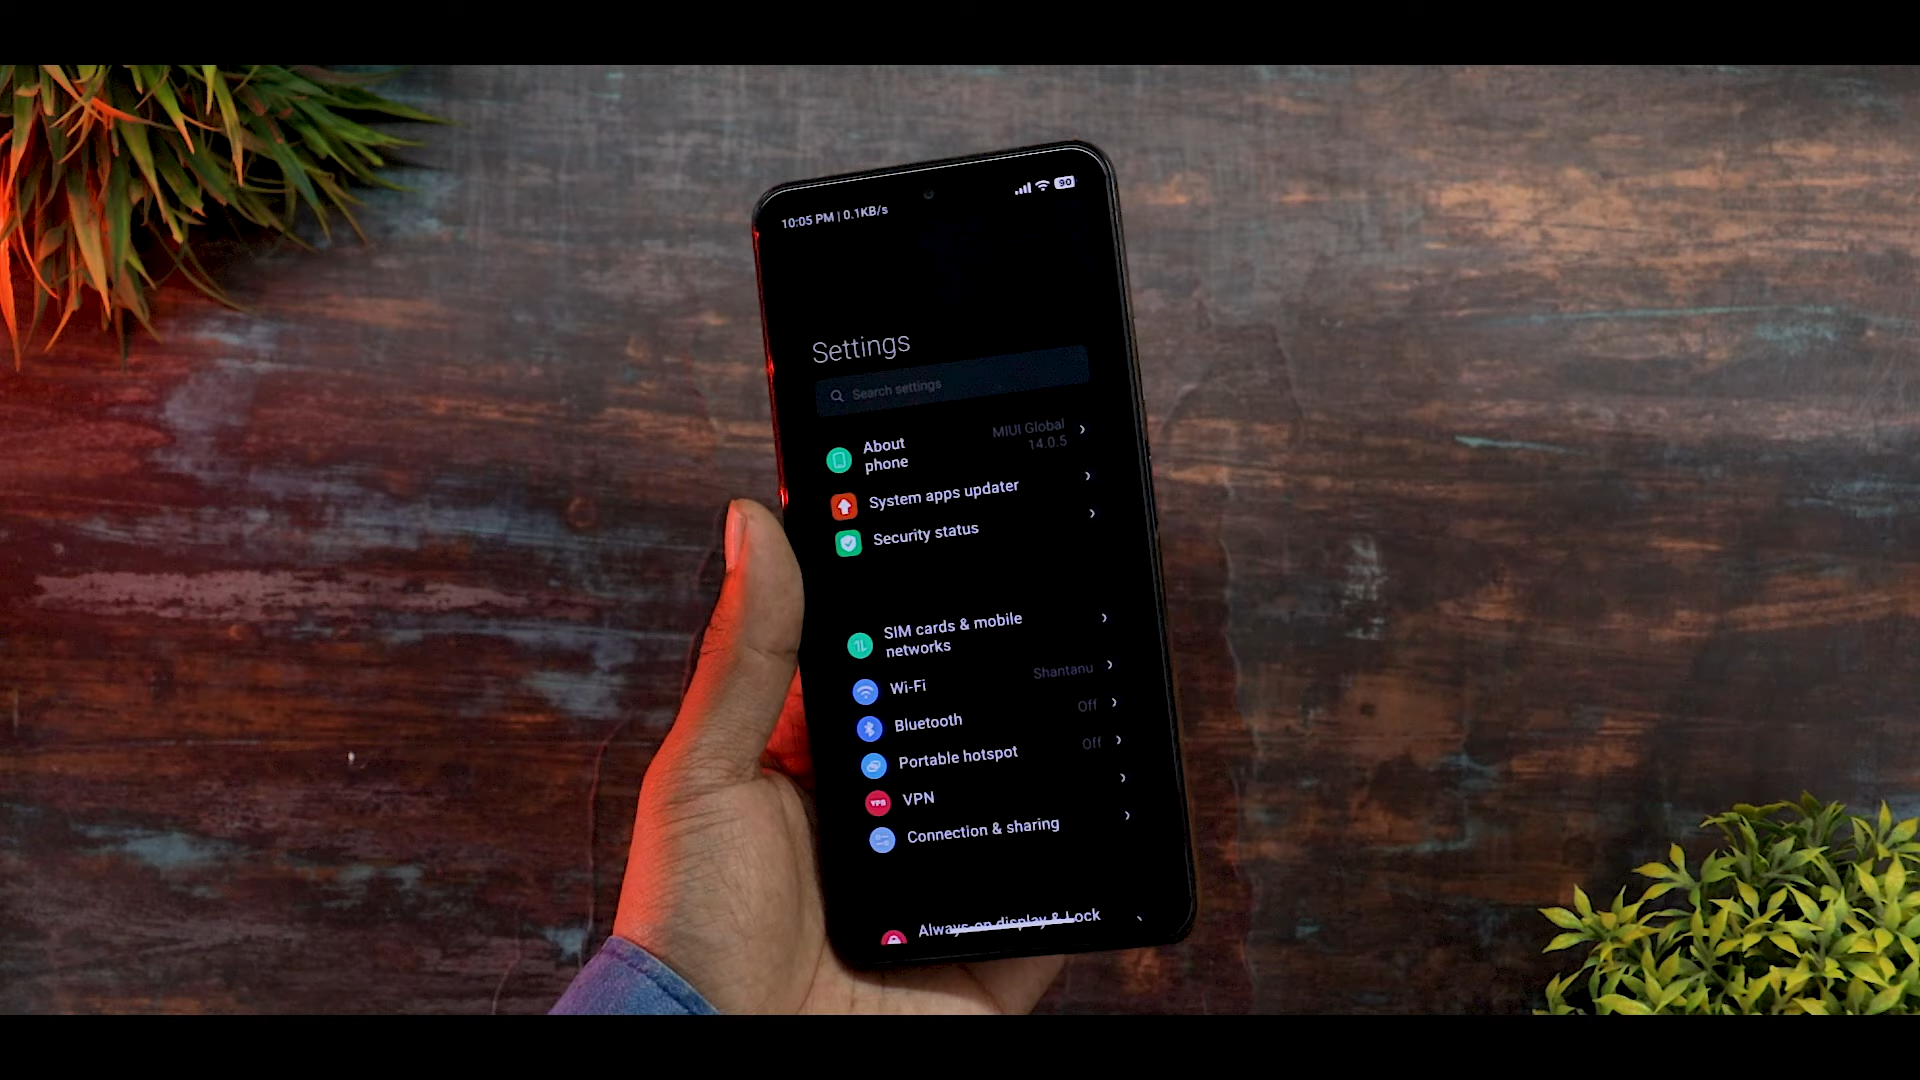 10:05 PM | 0.1KB/s
90
Settings
Search settings
About
phone
MIUI Global
14.0.5
System apps updater
Security status
SIM cards & mobile
networks
Wi-Fi
Shantanu
Bluetooth
Off
Portable hotspot
Off
VPN
Connection & sharing
Always-on display & Lock